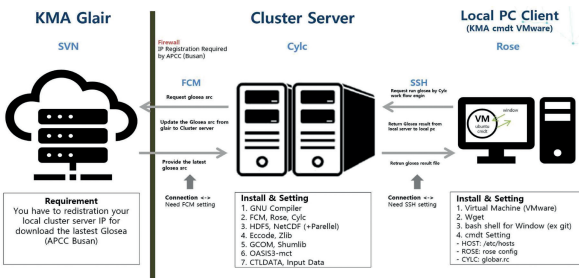 KMA Glair
SVN
Firewall
IP Registration Required
by APCC (Busan)
Cluster Server
Cylc
Local PC Client
(KMA cmdt VMware)
Rose
FCM
Request glosea src
Update the Glosea src from
glair to Cluster server
Provide the latest
glosea src
SSH
Request run glosea by Cylc
work flow engin
Return Glosea result from
local server to local pc
Retrun glosea result file
window
VM
ubuntu
cmdt
Requirement
You have to redistration your
local cluster server IP for
download the lastest Glosea
(APCC Busan)
Connection <->
Need FCM setting
Install & Setting
1. GNU Compiler
2. FCM, Rose, Cylc
3. HDF5, NetCDF (+Parellel)
4. Eccode, Zlib
5. GCOM, Shumlib
6. OASIS3-mct
7. CTLDATA, Input Data
Connection <->
Need SSH setting
Install & Setting
1. Virtual Machine (VMware)
2. Wget
3. bash shell for Window (ex git)
4. cmdt Setting
- HOST: /etc/hosts
- ROSE: rose config
- CYLC: globar.rc